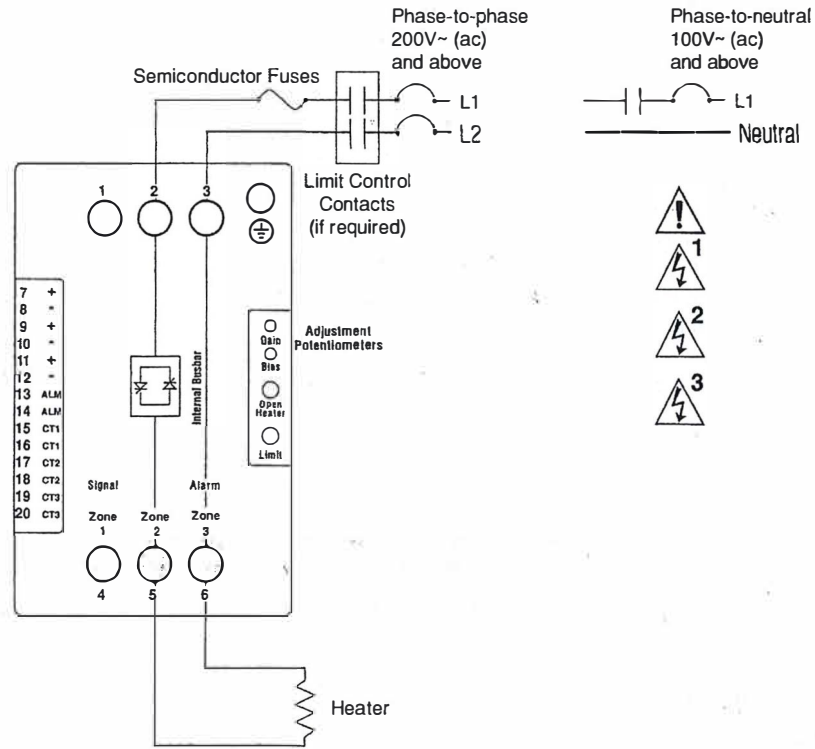 Phase-to-phase
200V~ (ac)
and above
Phase-to-neutral
100V~ (ac)
and above
Semiconductor Fuses
L1
L2
L1
Neutral
Limit Control
Contacts
(if required)
1
2
3
7 +
8 -
9 +
10 -
11 +
12 -
13 ALM
14 ALM
15 CT1
16 CT1
17 CT2
18 CT2
19 CT3
20 CT3
Internal Busbar
Gain
Bias
Open
Heater
Limit
Adjustment
Potentiometers
Signal
Alarm
Zone
1
Zone
2
Zone
3
4
5
6
Heater
!
1
2
3